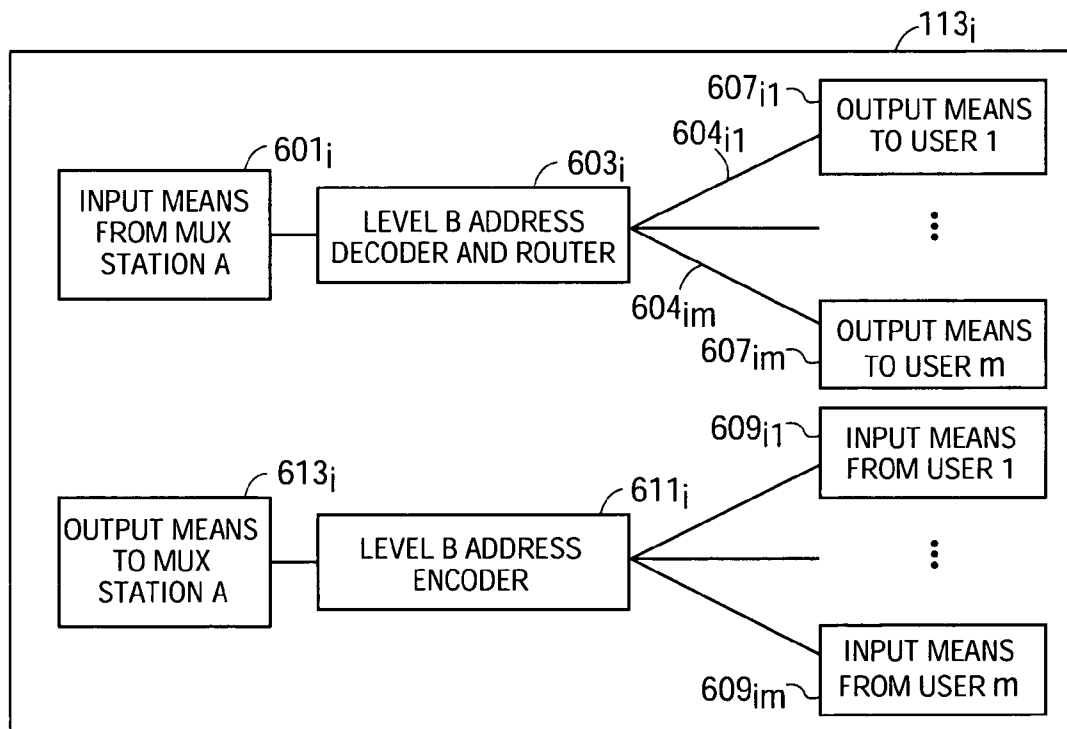 113i
607i1
OUTPUT MEANS
TO USER 1
604i1
601i
603i
INPUT MEANS
FROM MUX
STATION A
LEVEL B ADDRESS
DECODER AND ROUTER
604im
OUTPUT MEANS
TO USER m
607im
609i1
INPUT MEANS
FROM USER 1
613i
611i
OUTPUT MEANS
TO MUX
STATION A
LEVEL B ADDRESS
ENCODER
INPUT MEANS
FROM USER m
609im